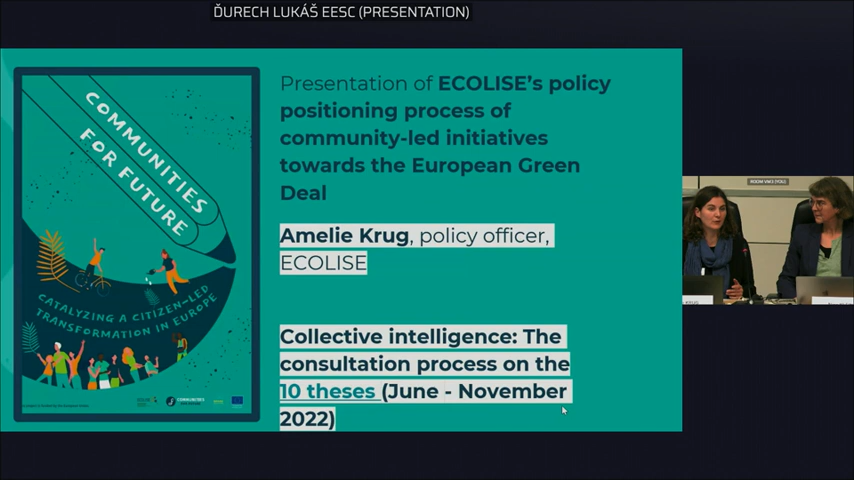 ĎURECH LUKÁŠ EESC (PRESENTATION)
COMMUNITIES
FOR FUTURE
CATALYZING A CITIZEN-LED
TRANSFORMATION IN EUROPE
Presentation of ECOLISE's policy
positioning process of
community-led initiatives
towards the European Green
Deal
Amelie Krug, policy officer,
ECOLISE
Collective intelligence: The
consultation process on the
10 theses (June - November
2022)
KRUG